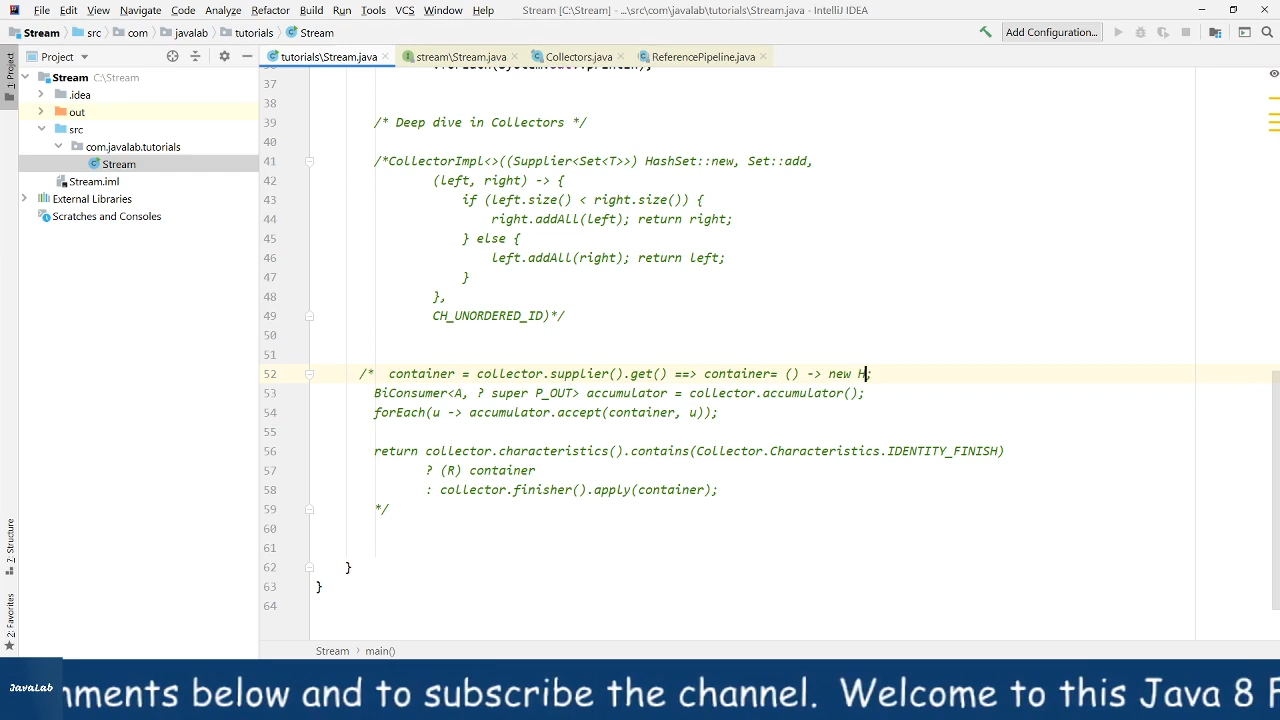 File Edit View Navigate Code Analyze Refactor Build Run Tools VCS Window Help Stream [C:\Stream] - ...\src\com\javalab\tutorials\Stream.java - IntelliJ IDEA
Stream src com javalab tutorials Stream Add Configuration...
Project tutorials\Stream.java stream\Stream.java Collectors.java ReferencePipeline.java
1: Project
Stream C:\Stream
.idea
out
src
com.javalab.tutorials
Stream
Stream.iml
External Libraries
Scratches and Consoles
37
38
39 /* Deep dive in Collectors */
40
41 /*CollectorImpl<>((Supplier<Set<T>>) HashSet::new, Set::add,
42 (left, right) -> {
43 if (left.size() < right.size()) {
44 right.addAll(left); return right;
45 } else {
46 left.addAll(right); return left;
47 }
48 },
49 CH_UNORDERED_ID)*/
50
51
52 /* container = collector.supplier().get() ==> container= () -> new H;
53 BiConsumer<A, ? super P_OUT> accumulator = collector.accumulator();
54 forEach(u -> accumulator.accept(container, u));
55
56 return collector.characteristics().contains(Collector.Characteristics.IDENTITY_FINISH)
57 ? (R) container
58 : collector.finisher().apply(container);
59 */
60
61
62 }
63 }
64
7: Structure
2: Favorites
Stream main()
JavaLab
mments below and to subscribe the channel. Welcome to this Java 8 F